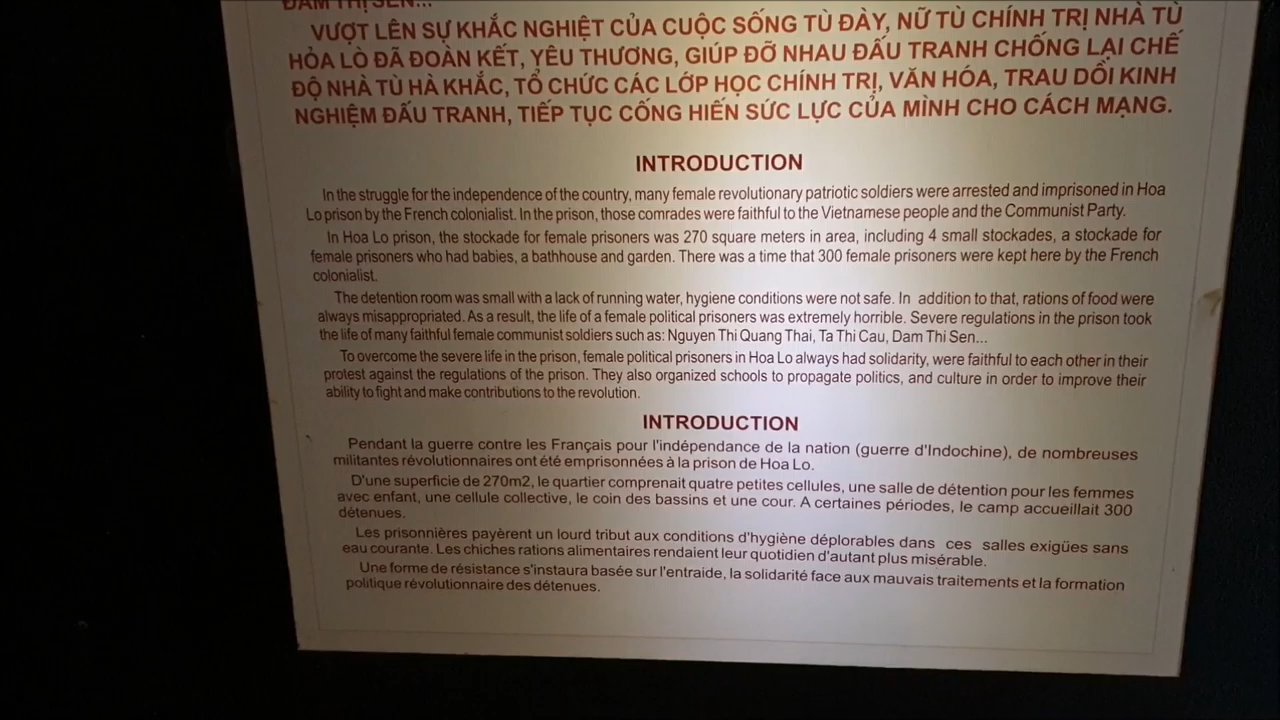 ĐÀM THỊ SEN...
VƯỢT LÊN SỰ KHẮC NGHIỆT CỦA CUỘC SỐNG TÙ ĐÀY, NỮ TÙ CHÍNH TRỊ NHÀ TÙ
HỎA LÒ ĐÃ ĐOÀN KẾT, YÊU THƯƠNG, GIÚP ĐỠ NHAU ĐẤU TRANH CHỐNG LẠI CHẾ
ĐỘ NHÀ TÙ HÀ KHẮC, TỔ CHỨC CÁC LỚP HỌC CHÍNH TRỊ, VĂN HÓA, TRAU DỒI KINH
NGHIỆM ĐẤU TRANH, TIẾP TỤC CỐNG HIẾN SỨC LỰC CỦA MÌNH CHO CÁCH MẠNG.
INTRODUCTION
In the struggle for the independence of the country, many female revolutionary patriotic soldiers were arrested and imprisoned in Hoa
Lo prison by the French colonialist. In the prison, those comrades were faithful to the Vietnamese people and the Communist Party.
In Hoa Lo prison, the stockade for female prisoners was 270 square meters in area, including 4 small stockades, a stockade for
female prisoners who had babies, a bathhouse and garden. There was a time that 300 female prisoners were kept here by the French
colonialist.
The detention room was small with a lack of running water, hygiene conditions were not safe. In addition to that, rations of food were
always misappropriated. As a result, the life of a female political prisoners was extremely horrible. Severe regulations in the prison took
the life of many faithful female communist soldiers such as: Nguyen Thi Quang Thai, Ta Thi Cau, Dam Thi Sen...
To overcome the severe life in the prison, female political prisoners in Hoa Lo always had solidarity, were faithful to each other in their
protest against the regulations of the prison. They also organized schools to propagate politics, and culture in order to improve their
ability to fight and make contributions to the revolution.
INTRODUCTION
Pendant la guerre contre les Français pour l'indépendance de la nation (guerre d'Indochine), de nombreuses
militantes révolutionnaires ont été emprisonnées à la prison de Hoa Lo.
D'une superficie de 270m2, le quartier comprenait quatre petites cellules, une salle de détention pour les femmes
avec enfant, une cellule collective, le coin des bassins et une cour. A certaines périodes, le camp accueillait 300
détenues.
Les prisonnières payèrent un lourd tribut aux conditions d'hygiène déplorables dans ces salles exigües sans
eau courante. Les chiches rations alimentaires rendaient leur quotidien d'autant plus misérable.
Une forme de résistance s'instaura basée sur l'entraide, la solidarité face aux mauvais traitements et la formation
politique révolutionnaire des détenues.